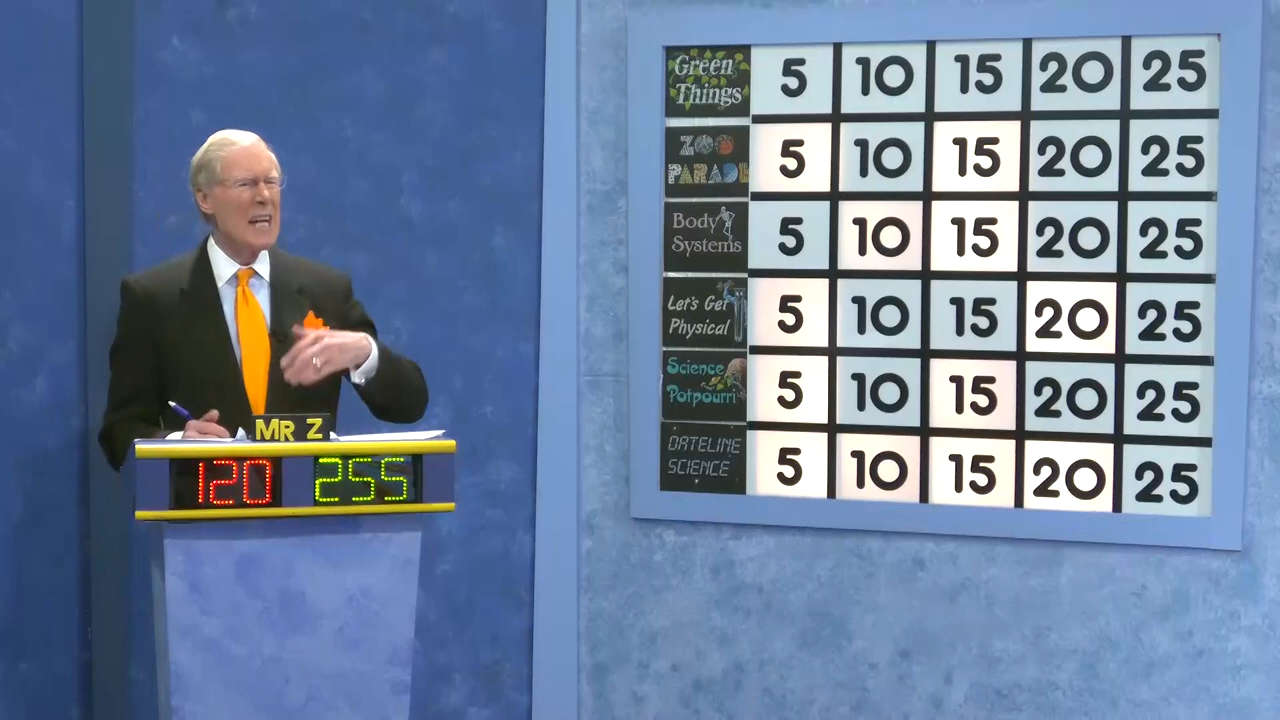 Green
Things
5 10 15 20 25
ZOO
PARADE
5 10 15 20 25
Body
Systems
5 10 15 20 25
Let's Get
Physical
5 10 15 20 25
Science
Potpourri
5 10 15 20 25
DATELINE
SCIENCE
5 10 15 20 25
MR Z
120 255